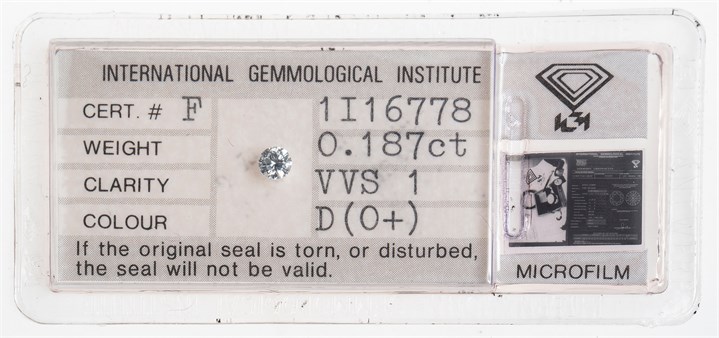 INTERNATIONAL GEMMOLOGICAL INSTITUTE
CERT. # F 1I16778
WEIGHT 0.187ct
CLARITY VVS 1
COLOUR D(O+)
If the original seal is torn, or disturbed,
the seal will not be valid.
MICROFILM